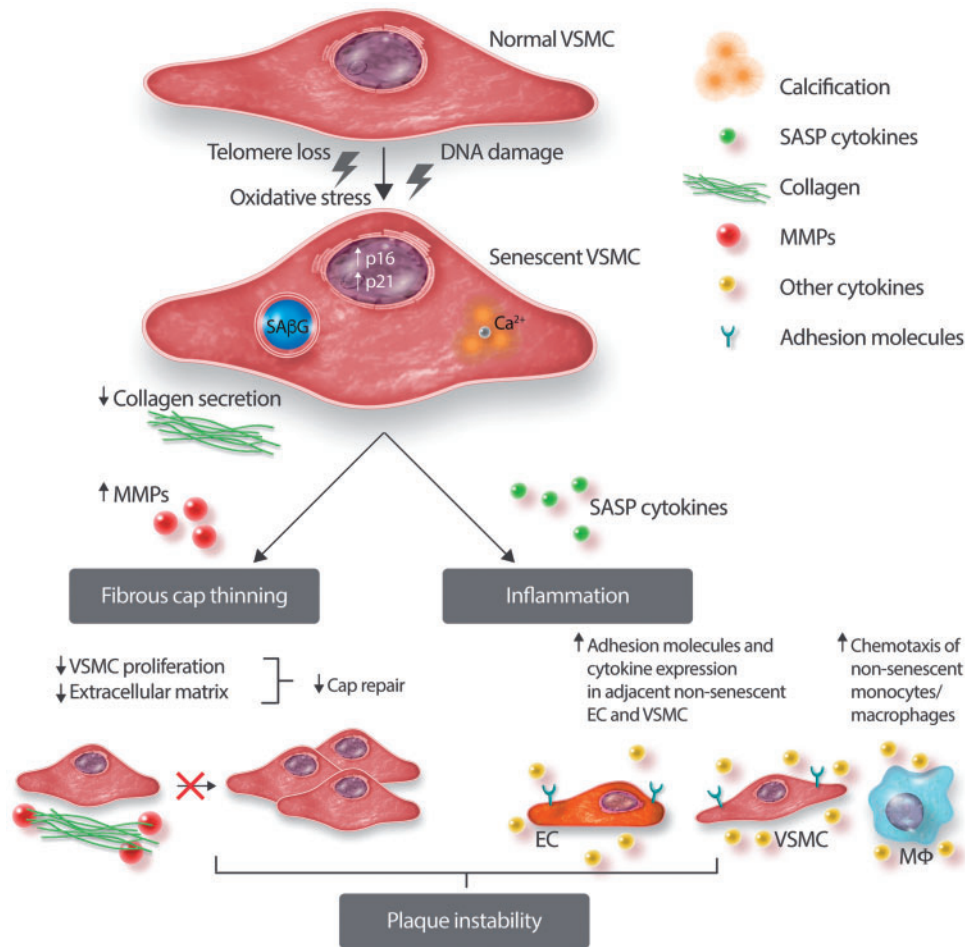 Normal VSMC
Telomere loss
DNA damage
Oxidative stress
Calcification
SASP cytokines
Collagen
MMPs
Other cytokines
Adhesion molecules
↑ p16
↑ p21
Senescent VSMC
SAβG
Ca²⁺
↓ Collagen secretion
↑ MMPs
SASP cytokines
Fibrous cap thinning
Inflammation
↓ VSMC proliferation
↓ Extracellular matrix
↓ Cap repair
↑ Adhesion molecules and
cytokine expression
in adjacent non-senescent
EC and VSMC
↑ Chemotaxis of
non-senescent
monocytes/
macrophages
EC
VSMC
MΦ
Plaque instability